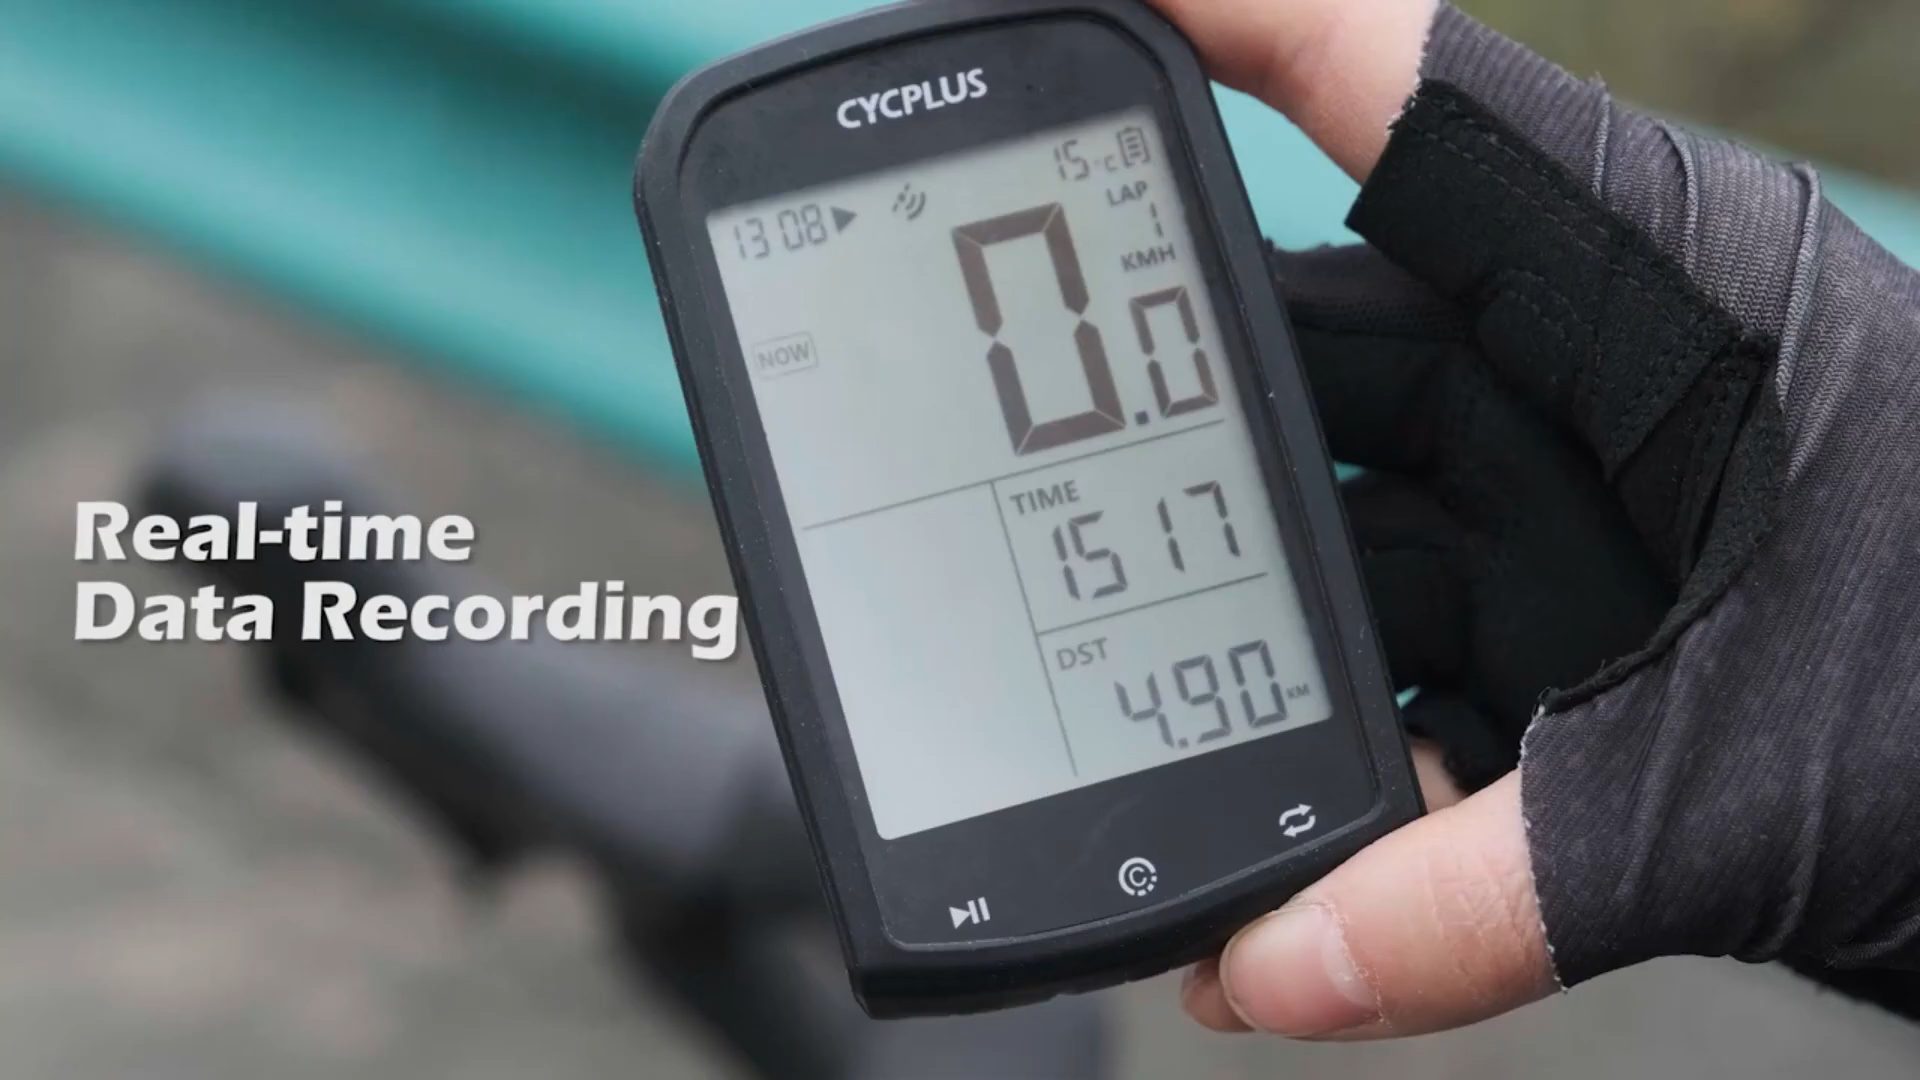 CYCPLUS
15 °C
13 08
LAP
1
KMH
NOW
0.0
TIME
15 17
DST
4.90 KM
Real-time
Data Recording